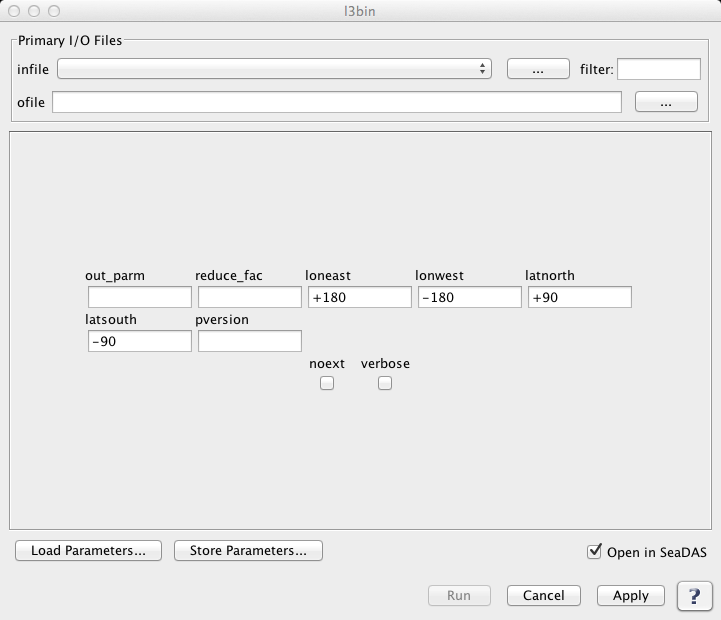 l3bin
Primary I/O Files
infile ... filter:
ofile ...
out_parm reduce_fac loneast lonwest latnorth
+180 -180 +90
latsouth pversion
-90
noext verbose
Load Parameters... Store Parameters... Open in SeaDAS
Run Cancel Apply ?